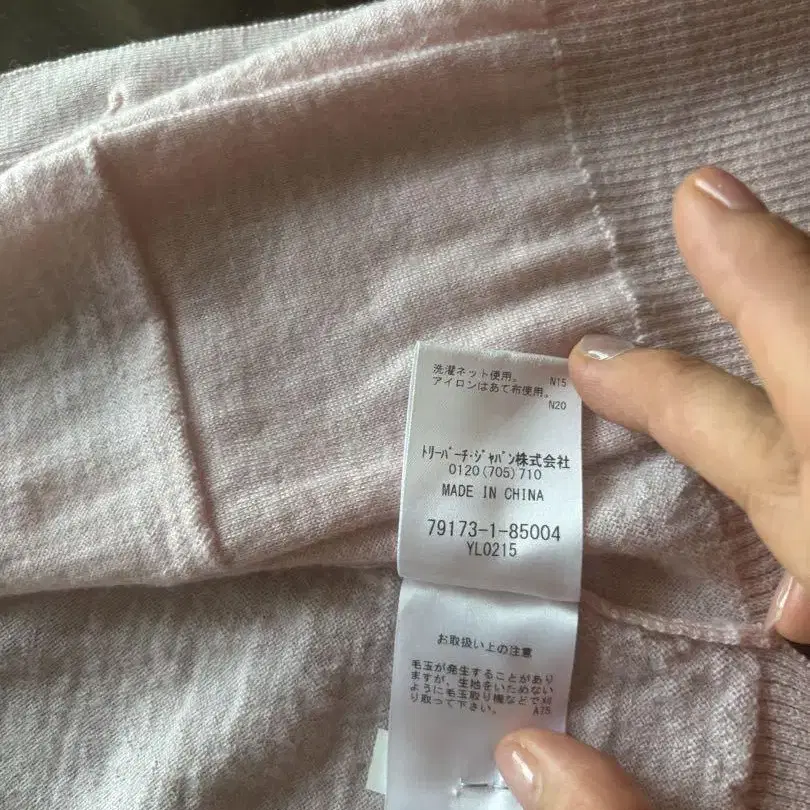 洗濯ネット使用。 N15
アイロンはあて布使用。
N20
ﾄﾘｰﾊﾞｰﾁ･ｼﾞｬﾊﾟﾝ株式会社
0120(705)710
MADE IN CHINA
79173-1-85004
YL0215
お取扱い上の注意
毛玉が発生することがあり
ますが、生地をいためない
ように毛玉取り機などで刈
り取って下さい。 A75